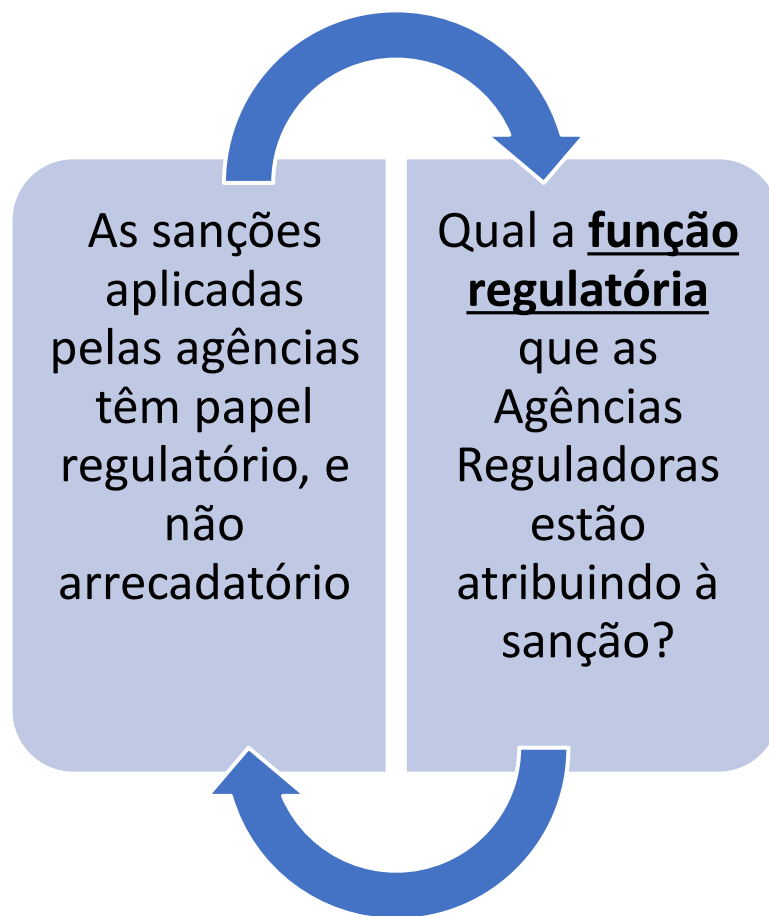 As sanções
aplicadas
pelas agências
têm papel
regulatório, e
não
arrecadatório
Qual a função
regulatória
que as
Agências
Reguladoras
estão
atribuindo à
sanção?